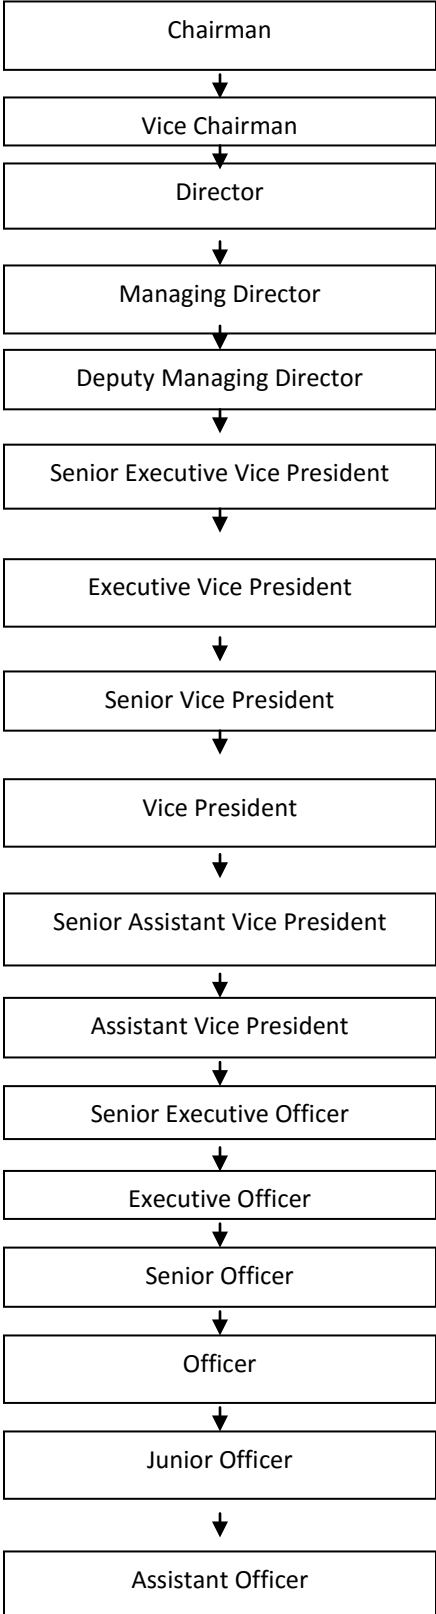 Chairman
Vice Chairman
Director
Managing Director
Deputy Managing Director
Senior Executive Vice President
Executive Vice President
Senior Vice President
Vice President
Senior Assistant Vice President
Assistant Vice President
Senior Executive Officer
Executive Officer
Senior Officer
Officer
Junior Officer
Assistant Officer